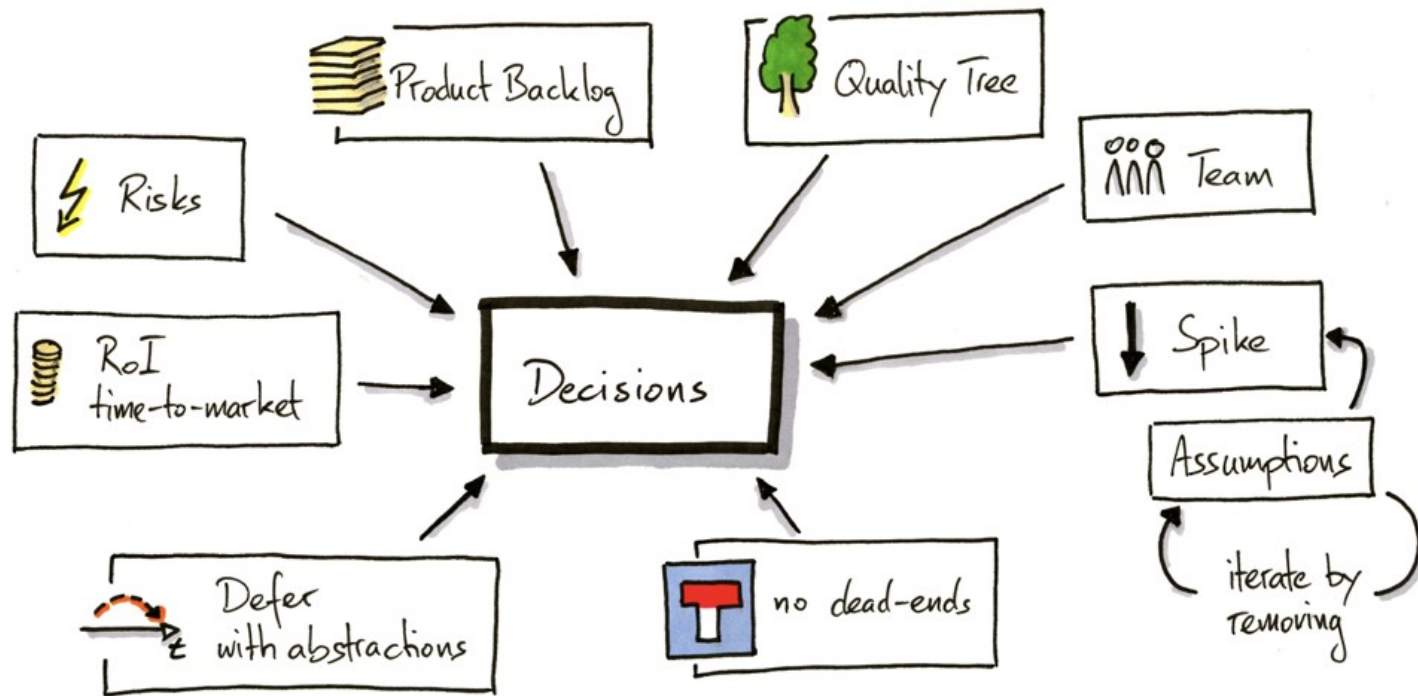 Product Backlog
Quality Tree
Risks
Team
RoI
time-to-market
Decisions
Spike
Assumptions
iterate by
removing
Defer
with abstractions
t
no dead-ends